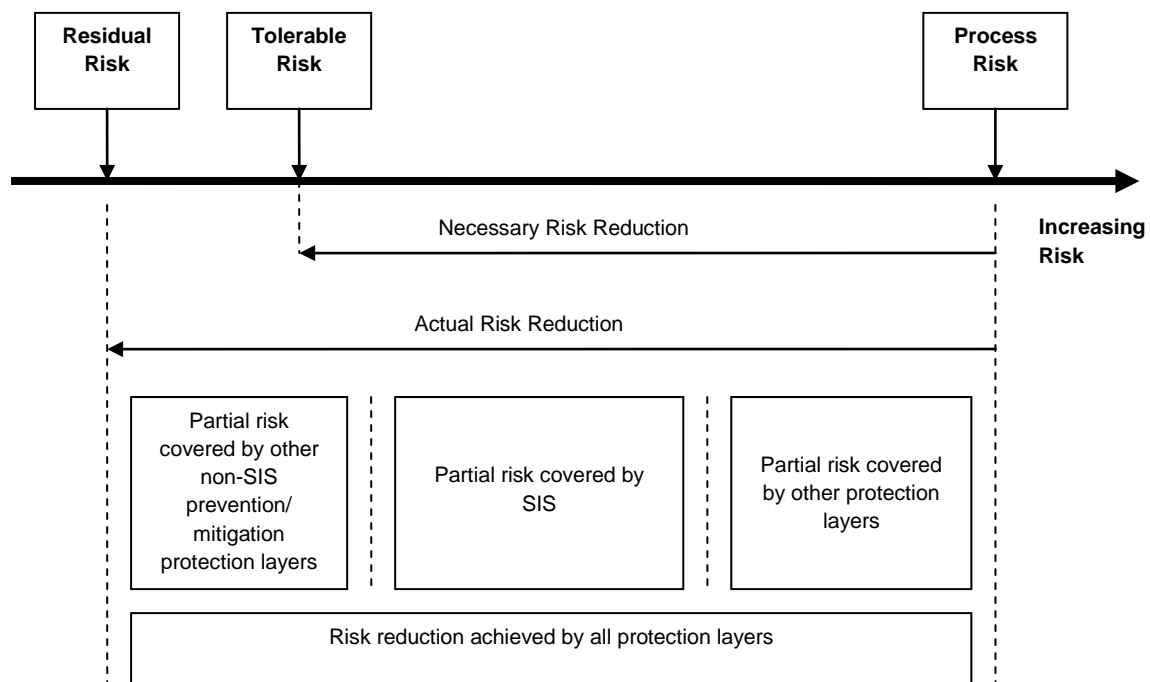 Residual
Risk
Tolerable
Risk
Process
Risk
Necessary Risk Reduction
Increasing
Risk
Actual Risk Reduction
Partial risk
covered by other
non-SIS
prevention/
mitigation
protection layers
Partial risk covered by
SIS
Partial risk covered
by other protection
layers
Risk reduction achieved by all protection layers